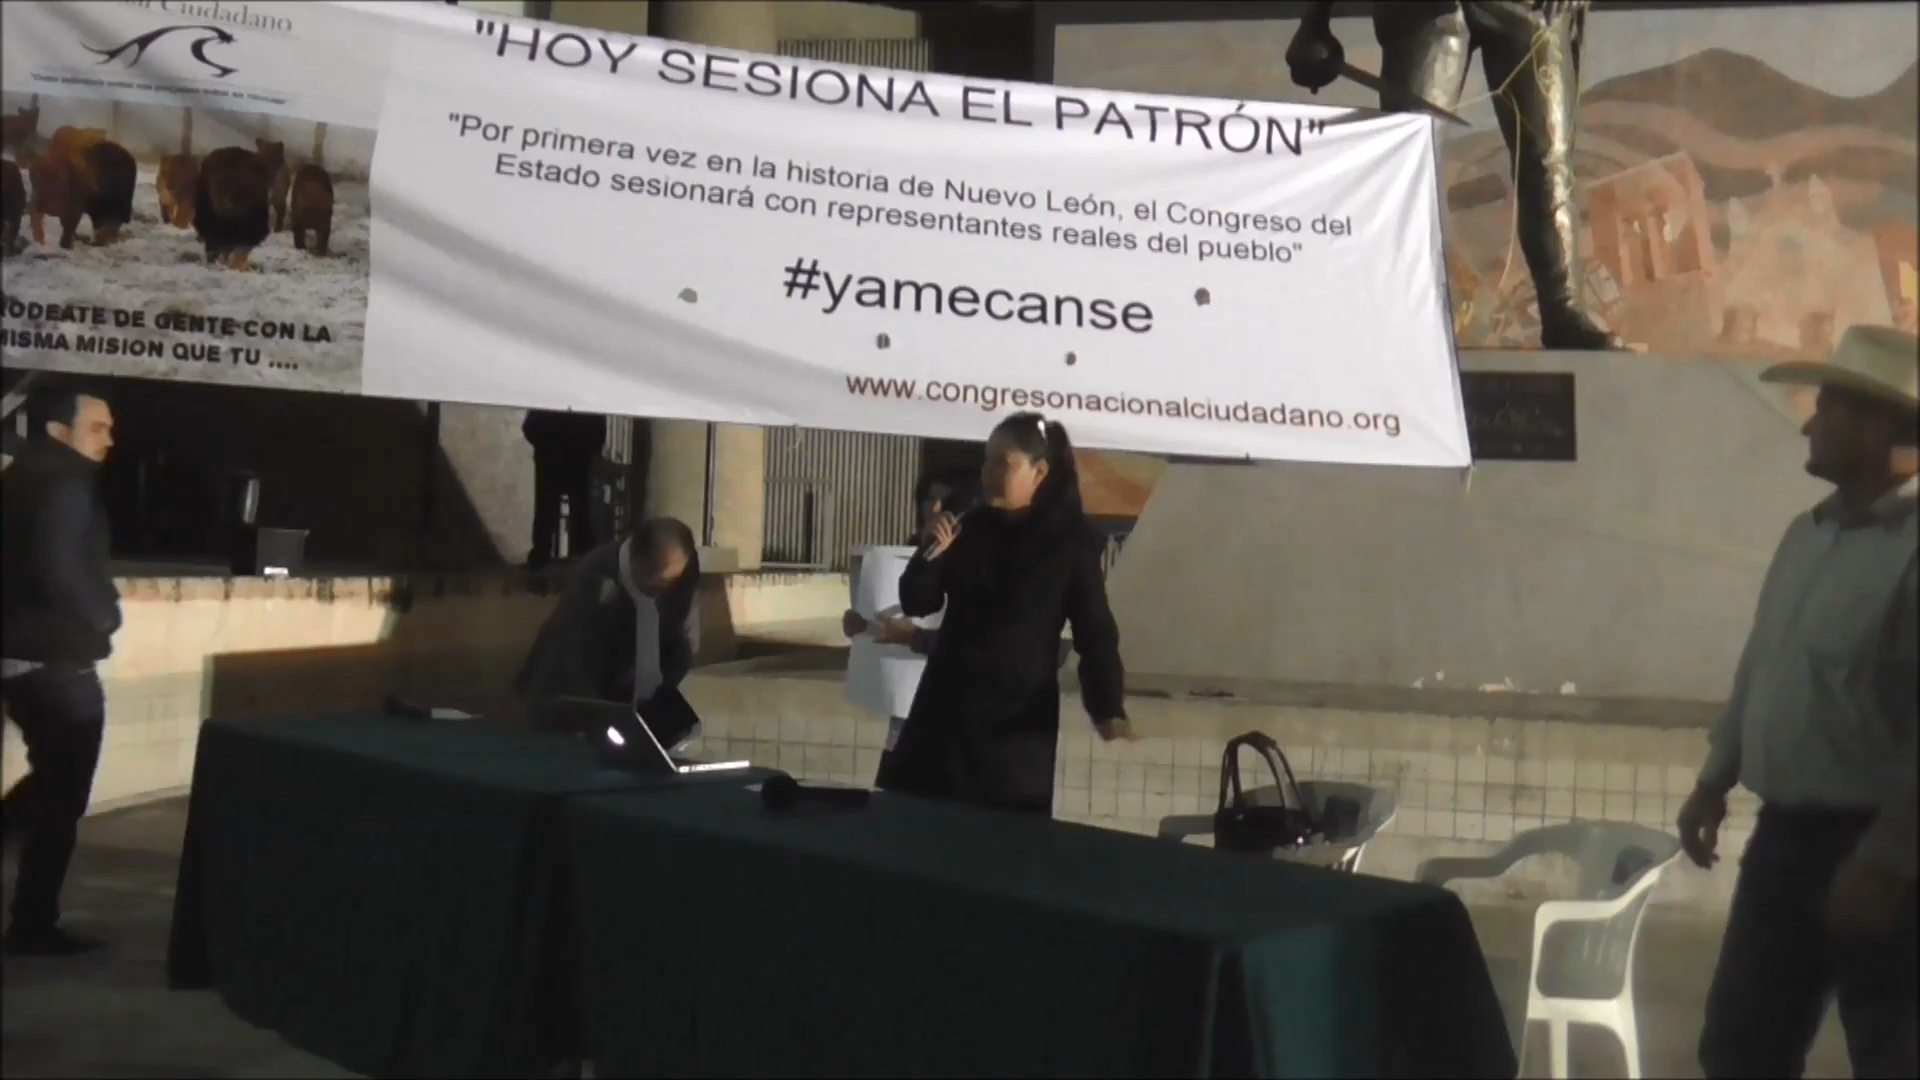 Ciudadano
"HOY SESIONA EL PATRÓN"
"Por primera vez en la historia de Nuevo León, el Congreso del
Estado sesionará con representantes reales del pueblo"
#yamecanse
www.congresonacionalciudadano.org
ODEATE DE GENTE CON LA
MISMA MISION QUE TU ....